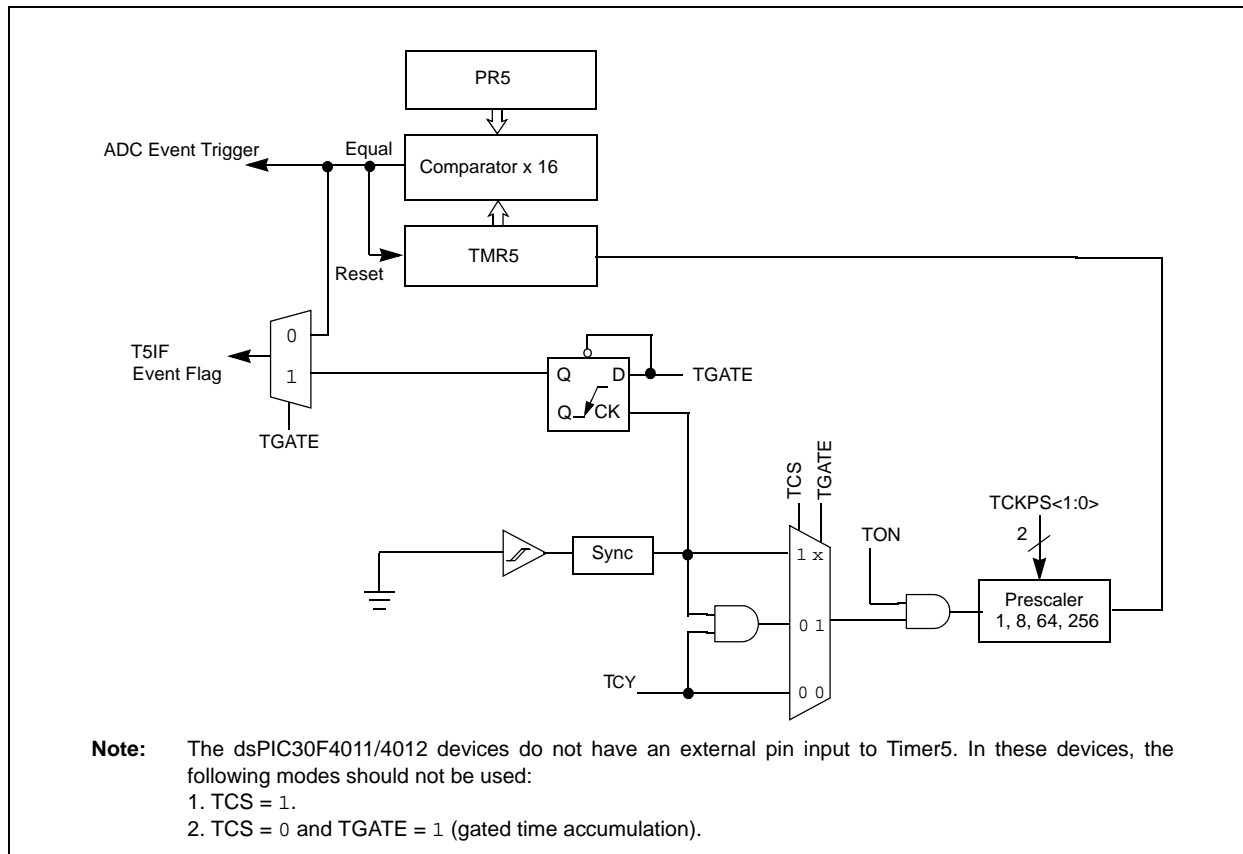 PR5
ADC Event Trigger
Equal
Comparator x 16
TMR5
Reset
0
1
T5IF
Event Flag
TGATE
Q
D
TGATE
Q
CK
TCS
TGATE
TCKPS<1:0>
2
TON
Sync
1 x
Prescaler
1, 8, 64, 256
0 1
TCY
0 0
Note: The dsPIC30F4011/4012 devices do not have an external pin input to Timer5. In these devices, the
following modes should not be used:
1. TCS = 1.
2. TCS = 0 and TGATE = 1 (gated time accumulation).